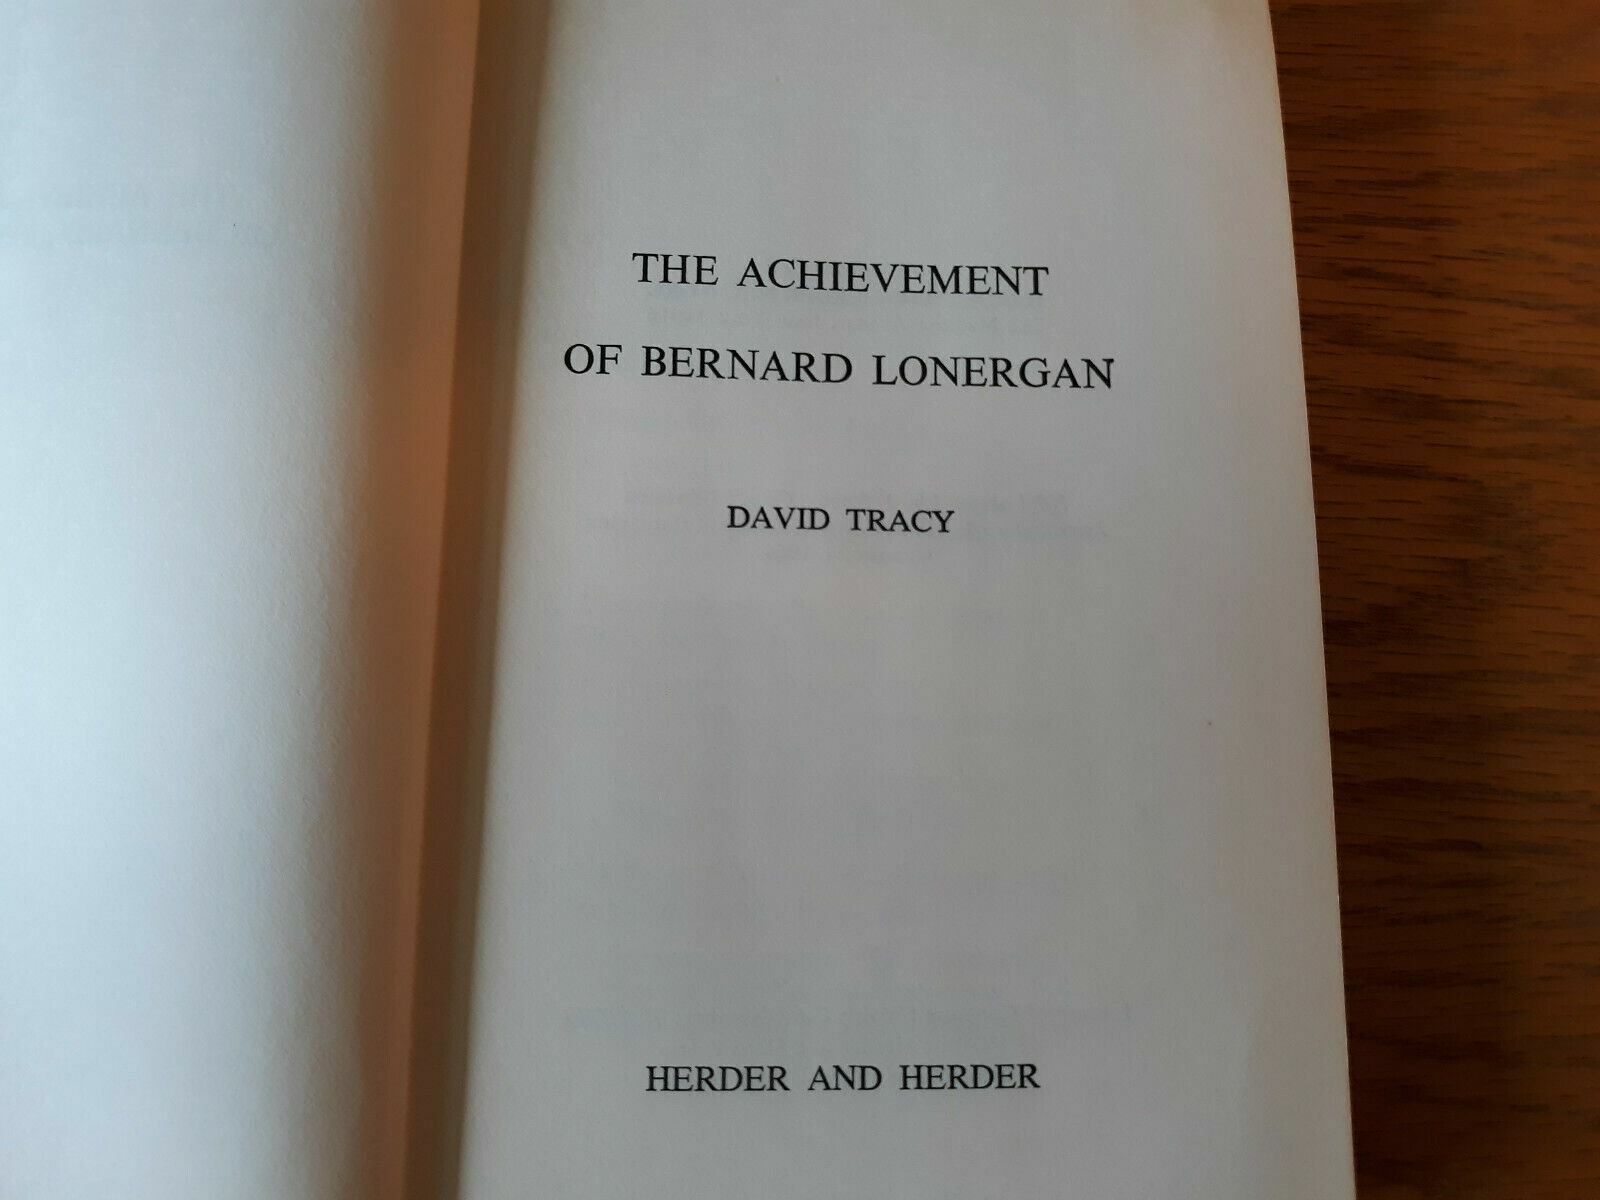 THE ACHIEVEMENT
OF BERNARD LONERGAN
DAVID TRACY
HERDER AND HERDER